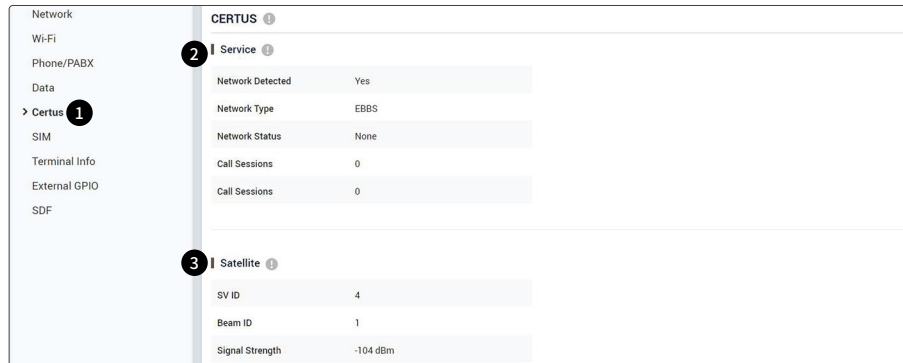 Network
Wi-Fi
Phone/PABX
Data
> Certus 1
SIM
Terminal Info
External GPIO
SDF
CERTUS !
2 Service !
Network Detected Yes
Network Type EBBS
Network Status None
Call Sessions 0
Call Sessions 0
3 Satellite !
SV ID 4
Beam ID 1
Signal Strength -104 dBm